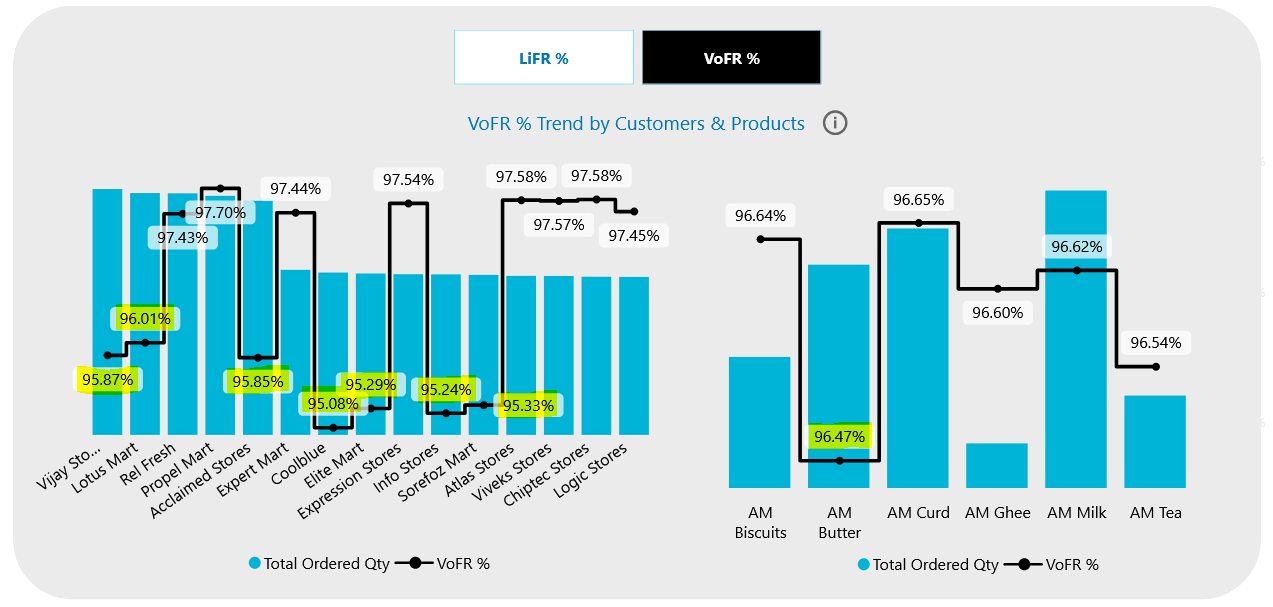 LiFR %
VoFR %
VoFR % Trend by Customers & Products
97.58%
97.58%
97.54%
97.44%
97.70%
97.57%
97.43%
97.45%
96.01%
95.87%
95.85%
95.29%
95.24%
95.08%
95.33%
Vijay Sto...
Lotus Mart
Rel Fresh
Propel Mart
Acclaimed Stores
Expert Mart
Coolblue
Elite Mart
Expression Stores
Info Stores
Sorefoz Mart
Atlas Stores
Viveks Stores
Chiptec Stores
Logic Stores
Total Ordered Qty
VoFR %
96.64%
96.65%
96.62%
96.60%
96.54%
96.47%
AM
Biscuits
AM
Butter
AM Curd
AM Ghee
AM Milk
AM Tea
Total Ordered Qty
VoFR %